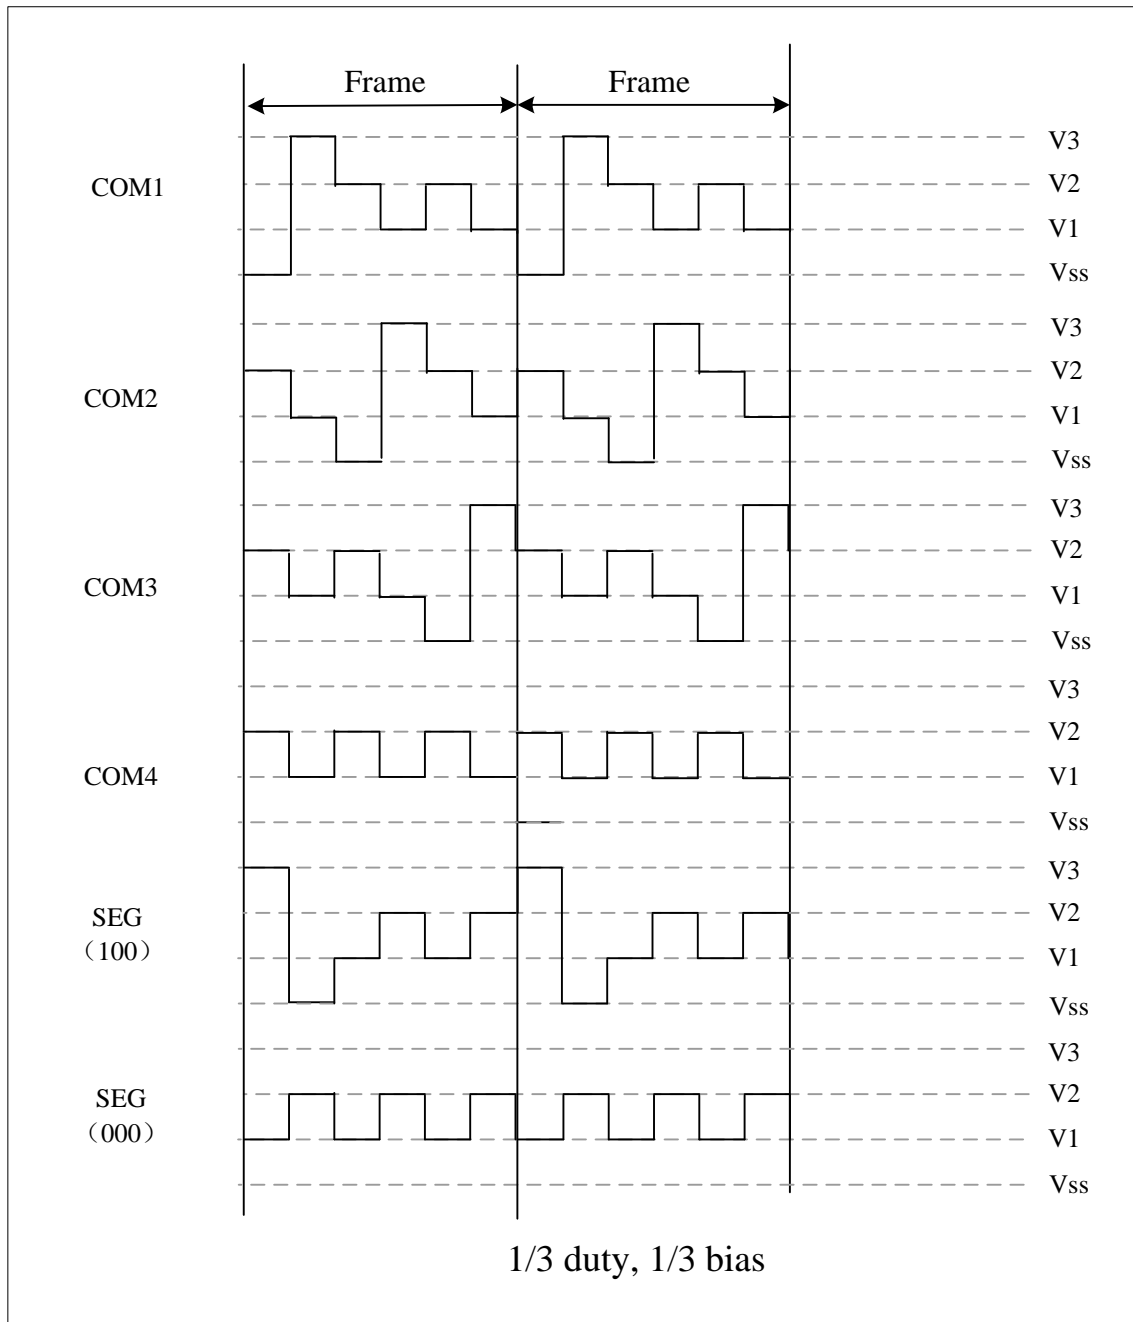 Frame Frame
V3
COM1 V2
V1
Vss
V3
V2
COM2
V1
Vss
V3
V2
COM3
V1
Vss
V3
V2
COM4 V1
Vss
V3
SEG V2
（100） V1
Vss
V3
SEG V2
（000） V1
Vss
1/3 duty, 1/3 bias